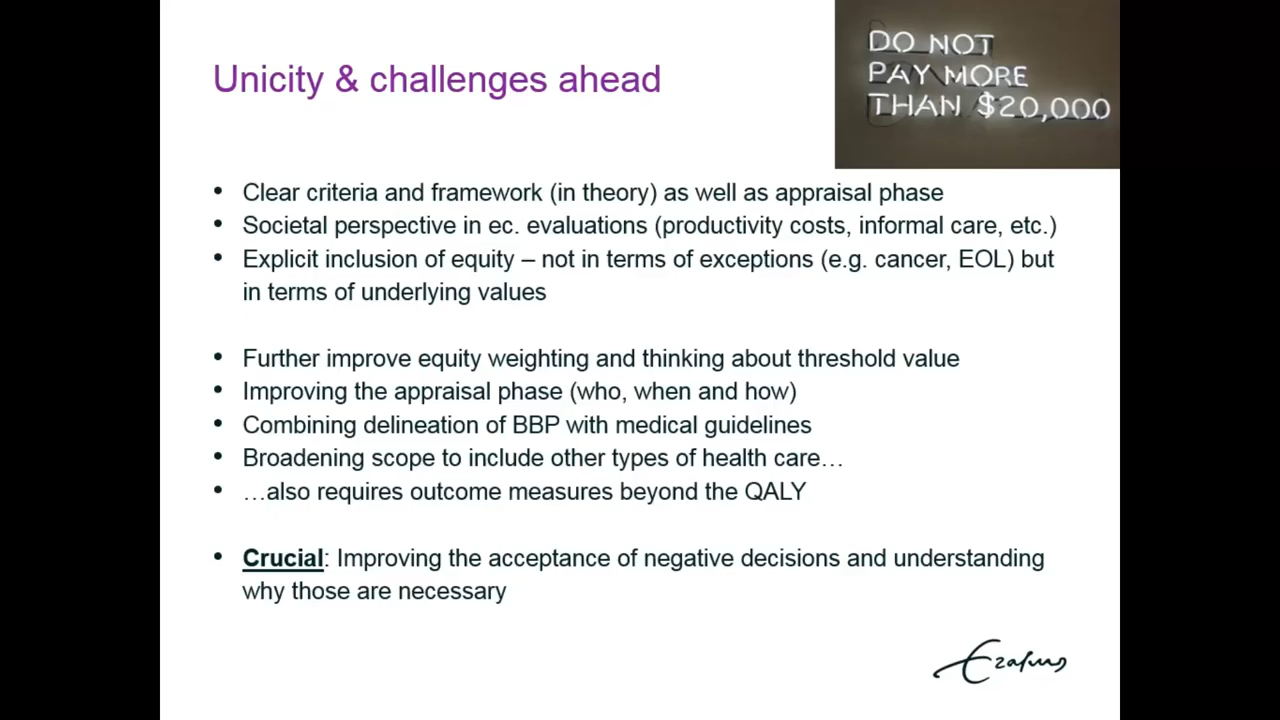 Unicity & challenges ahead
DO NOT
PAY MORE
THAN $20,000
• Clear criteria and framework (in theory) as well as appraisal phase
• Societal perspective in ec. evaluations (productivity costs, informal care, etc.)
• Explicit inclusion of equity – not in terms of exceptions (e.g. cancer, EOL) but
in terms of underlying values
• Further improve equity weighting and thinking about threshold value
• Improving the appraisal phase (who, when and how)
• Combining delineation of BBP with medical guidelines
• Broadening scope to include other types of health care…
• …also requires outcome measures beyond the QALY
• Crucial: Improving the acceptance of negative decisions and understanding
why those are necessary
Erasmus